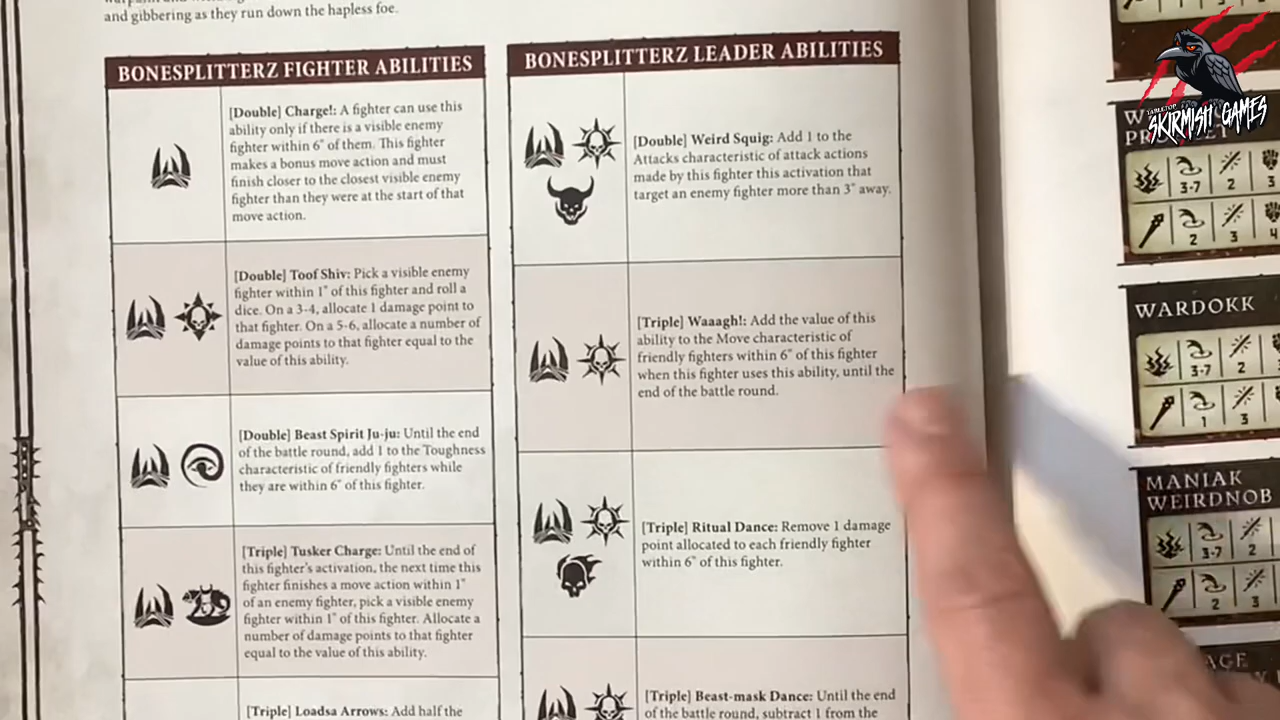 and gibbering as they run down the hapless foe.
BONESPLITTERZ FIGHTER ABILITIES
[Double] Charge!: A fighter can use this
ability only if there is a visible enemy
fighter within 6" of them. This fighter
makes a bonus move action and must
finish closer to the closest visible enemy
fighter than they were at the start of that
move action.
[Double] Toof Shiv: Pick a visible enemy
fighter within 1" of this fighter and roll a
dice. On a 3-4, allocate 1 damage point to
that fighter. On a 5-6, allocate a number of
damage points to that fighter equal to the
value of this ability.
[Double] Beast Spirit Ju-ju: Until the end
of the battle round, add 1 to the Toughness
characteristic of friendly fighters while
they are within 6" of this fighter.
[Triple] Tusker Charge: Until the end of
this fighter's activation, the next time this
fighter finishes a move action within 1"
of an enemy fighter, pick a visible enemy
fighter within 1" of this fighter. Allocate a
number of damage points to that fighter
equal to the value of this ability.
[Triple] Loadsa Arrows: Add half the
BONESPLITTERZ LEADER ABILITIES
[Double] Weird Squig: Add 1 to the
Attacks characteristic of attack actions
made by this fighter this activation that
target an enemy fighter more than 3" away.
[Triple] Waaagh!: Add the value of this
ability to the Move characteristic of
friendly fighters within 6" of this fighter
when this fighter uses this ability, until the
end of the battle round.
[Triple] Ritual Dance: Remove 1 damage
point allocated to each friendly fighter
within 6" of this fighter.
[Triple] Beast-mask Dance: Until the end
of the battle round, subtract 1 from the
TABLETOP
SKIRMISH GAMES
3-7 2 3
2 3 4
WARDOKK
3-7 2
1 3
MANIAK
WEIRDNOB
3-7 2
2 3